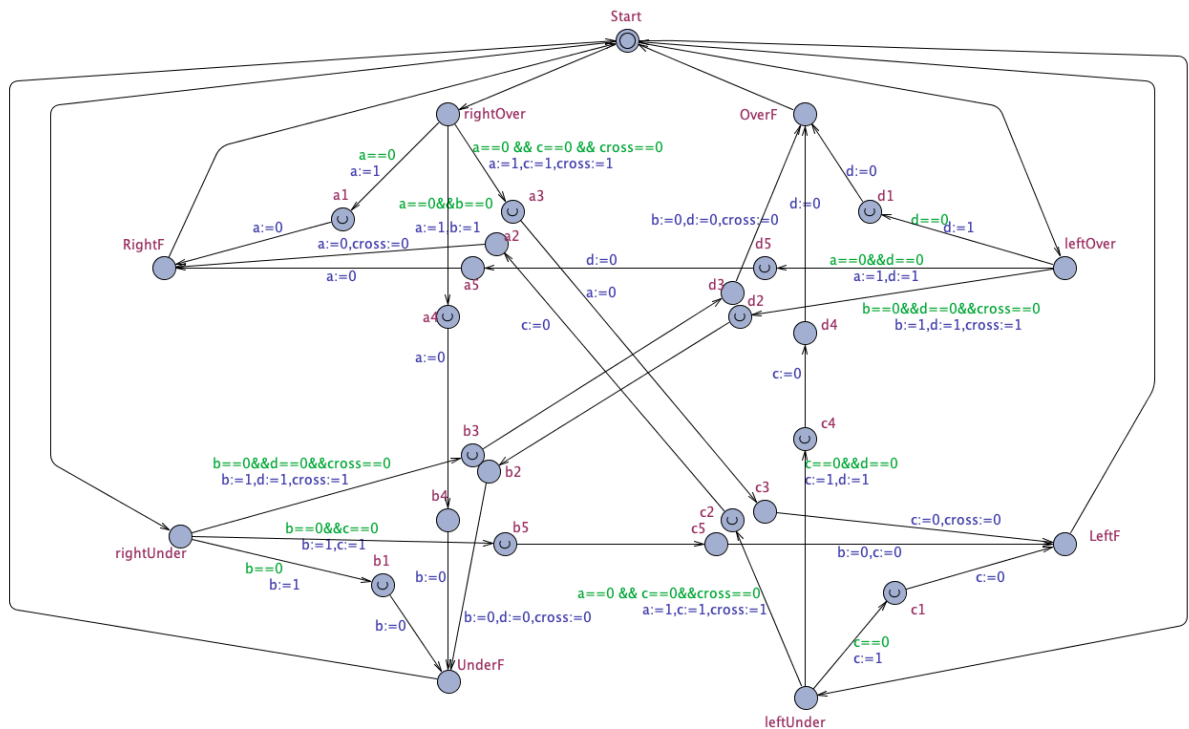 Start
rightOver
OverF
a==0 && c==0 && cross==0
a:=1,c:=1,cross:=1
a==0
a:=1
d:=0
a1
a3
d1
a==0&&b==0
d:=0
b:=0,d:=0,cross:=0
d==0
d:=1
a:=0
a:=1,b:=1
a2
d5
leftOver
RightF
a:=0,cross:=0
d:=0
a==0&&d==0
a:=0
a5
a:=1,d:=1
d3
a:=0
d2
b==0&&d==0&&cross==0
a4
c:=0
d4
b:=1,d:=1,cross:=1
a:=0
c:=0
b3
c4
b==0&&d==0&&cross==0
b2
c==0&&d==0
b:=1,d:=1,cross:=1
c:=1,d:=1
b4
c3
c2
c:=0,cross:=0
b==0&&c==0
b5
c5
LeftF
rightUnder
b:=1,c:=1
b:=0,c:=0
b==0
b1
b:=0
c:=0
b:=1
a==0 && c==0&&cross==0
c1
b:=0
b:=0,d:=0,cross:=0
a:=1,c:=1,cross:=1
c==0
UnderF
c:=1
leftUnder
C
C
C
C
C
C
C
C
C
C
C
C